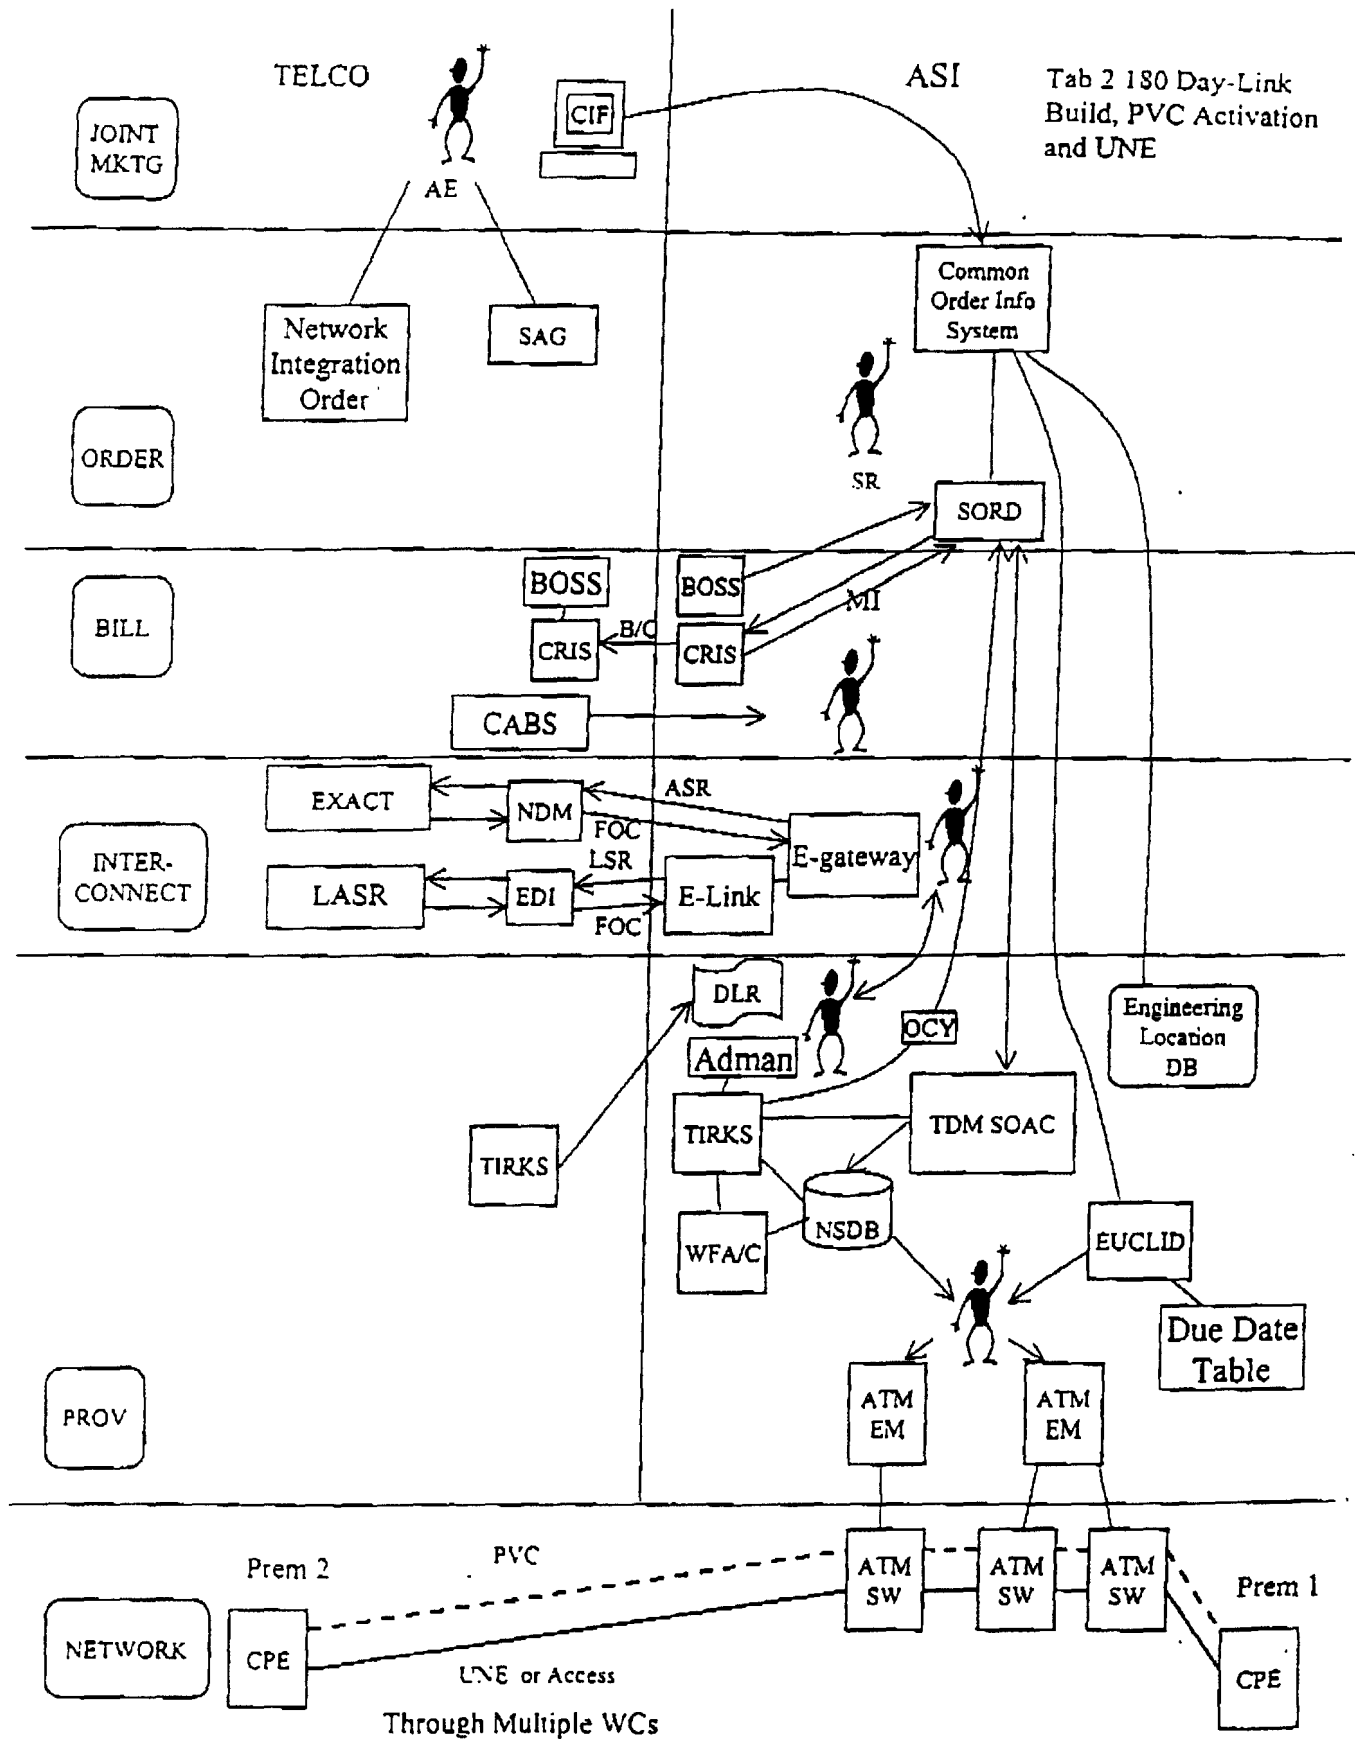 TELCO
CIF
ASI
Tab 2 180 Day-Link
Build, PVC Activation
and UNE
JOINT
MKTG
AE
Common
Order Info
System
Network
Integration
Order
SAG
SR
ORDER
SORD
BOSS
BOSS
MI
BILL
B/C
CRIS
CRIS
CABS
EXACT
NDM
ASR
FOC
E-gateway
INTER-
CONNECT
LSR
LASR
EDI
E-Link
FOC
DLR
OCY
Engineering
Location
DB
Adman
TIRKS
TIRKS
TDM SOAC
WFA/C
NSDB
EUCLID
Due Date
Table
PROV
ATM
EM
ATM
EM
PVC
Prem 2
ATM
SW
ATM
SW
ATM
SW
Prem 1
NETWORK
CPE
CPE
UNE or Access
Through Multiple WCs